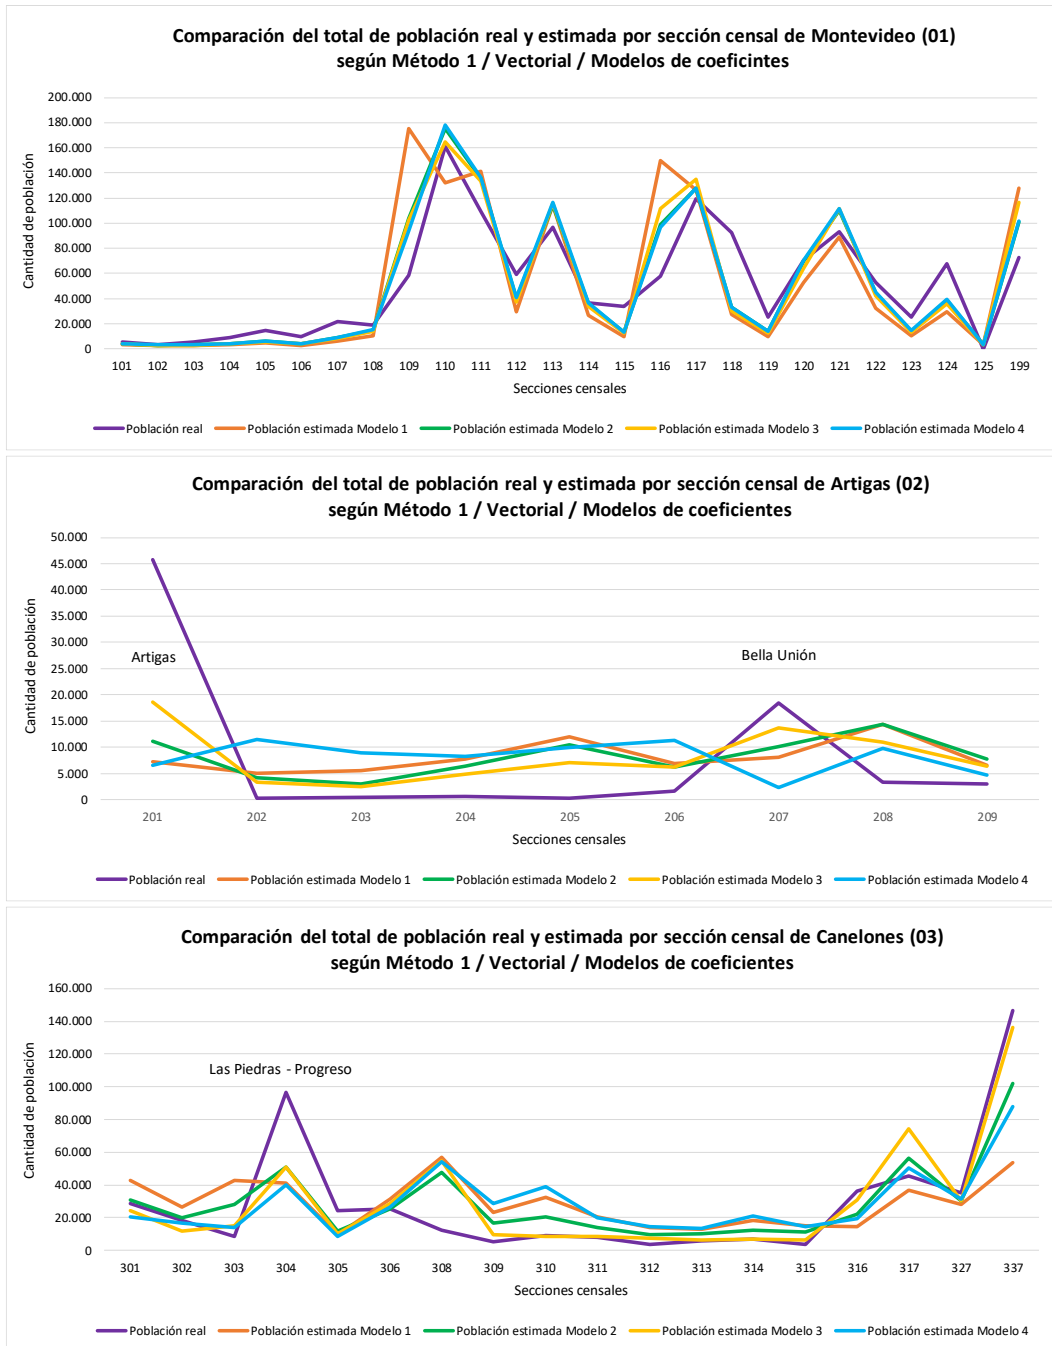 Comparación del total de población real y estimada por sección censal de Montevideo (01)
según Método 1 / Vectorial / Modelos de coeficintes
Cantidad de población
200.000
180.000
160.000
140.000
120.000
100.000
80.000
60.000
40.000
20.000
0
101 102 103 104 105 106 107 108 109 110 111 112 113 114 115 116 117 118 119 120 121 122 123 124 125 199
Secciones censales
Población real Población estimada Modelo 1 Población estimada Modelo 2 Población estimada Modelo 3 Población estimada Modelo 4
Comparación del total de población real y estimada por sección censal de Artigas (02)
según Método 1 / Vectorial / Modelos de coeficientes
Cantidad de población
50.000
45.000
40.000
35.000
30.000
25.000
20.000
15.000
10.000
5.000
0
Artigas
Bella Unión
201 202 203 204 205 206 207 208 209
Secciones censales
Población real Población estimada Modelo 1 Población estimada Modelo 2 Población estimada Modelo 3 Población estimada Modelo 4
Comparación del total de población real y estimada por sección censal de Canelones (03)
según Método 1 / Vectorial / Modelos de coeficientes
Cantidad de población
160.000
140.000
120.000
100.000
80.000
60.000
40.000
20.000
0
Las Piedras - Progreso
301 302 303 304 305 306 308 309 310 311 312 313 314 315 316 317 327 337
Secciones censales
Población real Población estimada Modelo 1 Población estimada Modelo 2 Población estimada Modelo 3 Población estimada Modelo 4